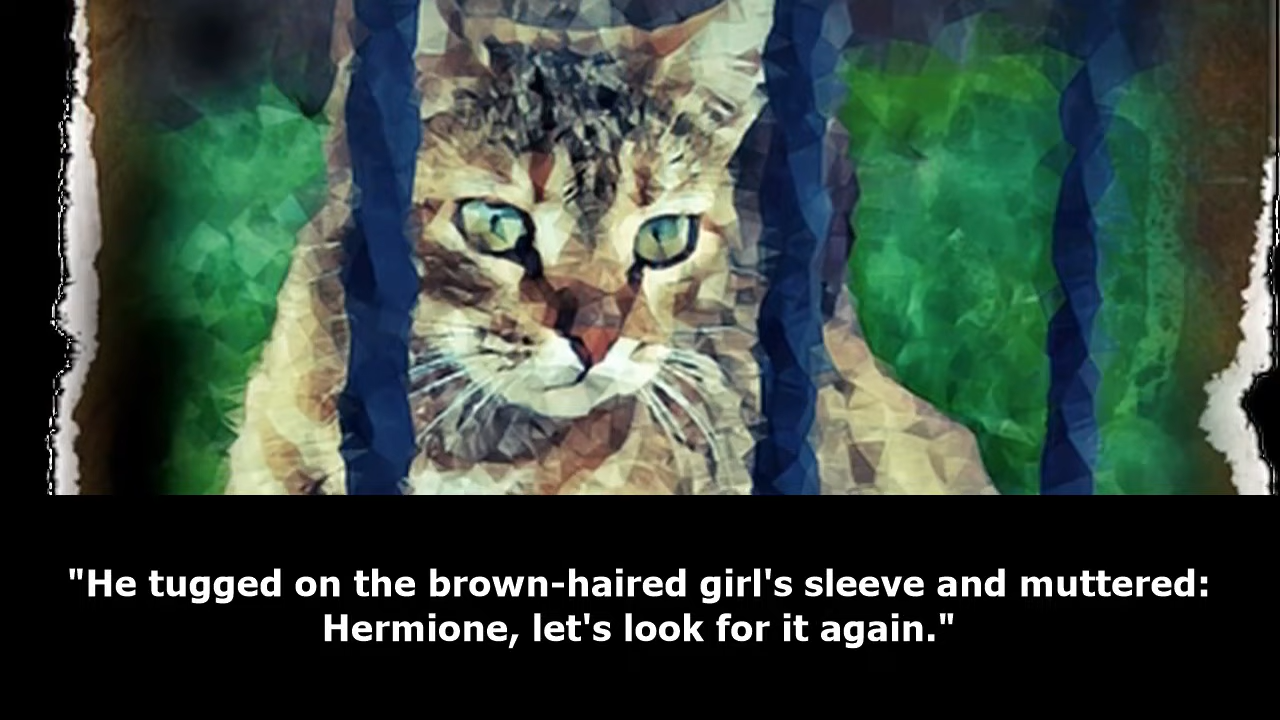 "He tugged on the brown-haired girl's sleeve and muttered:
Hermione, let's look for it again."